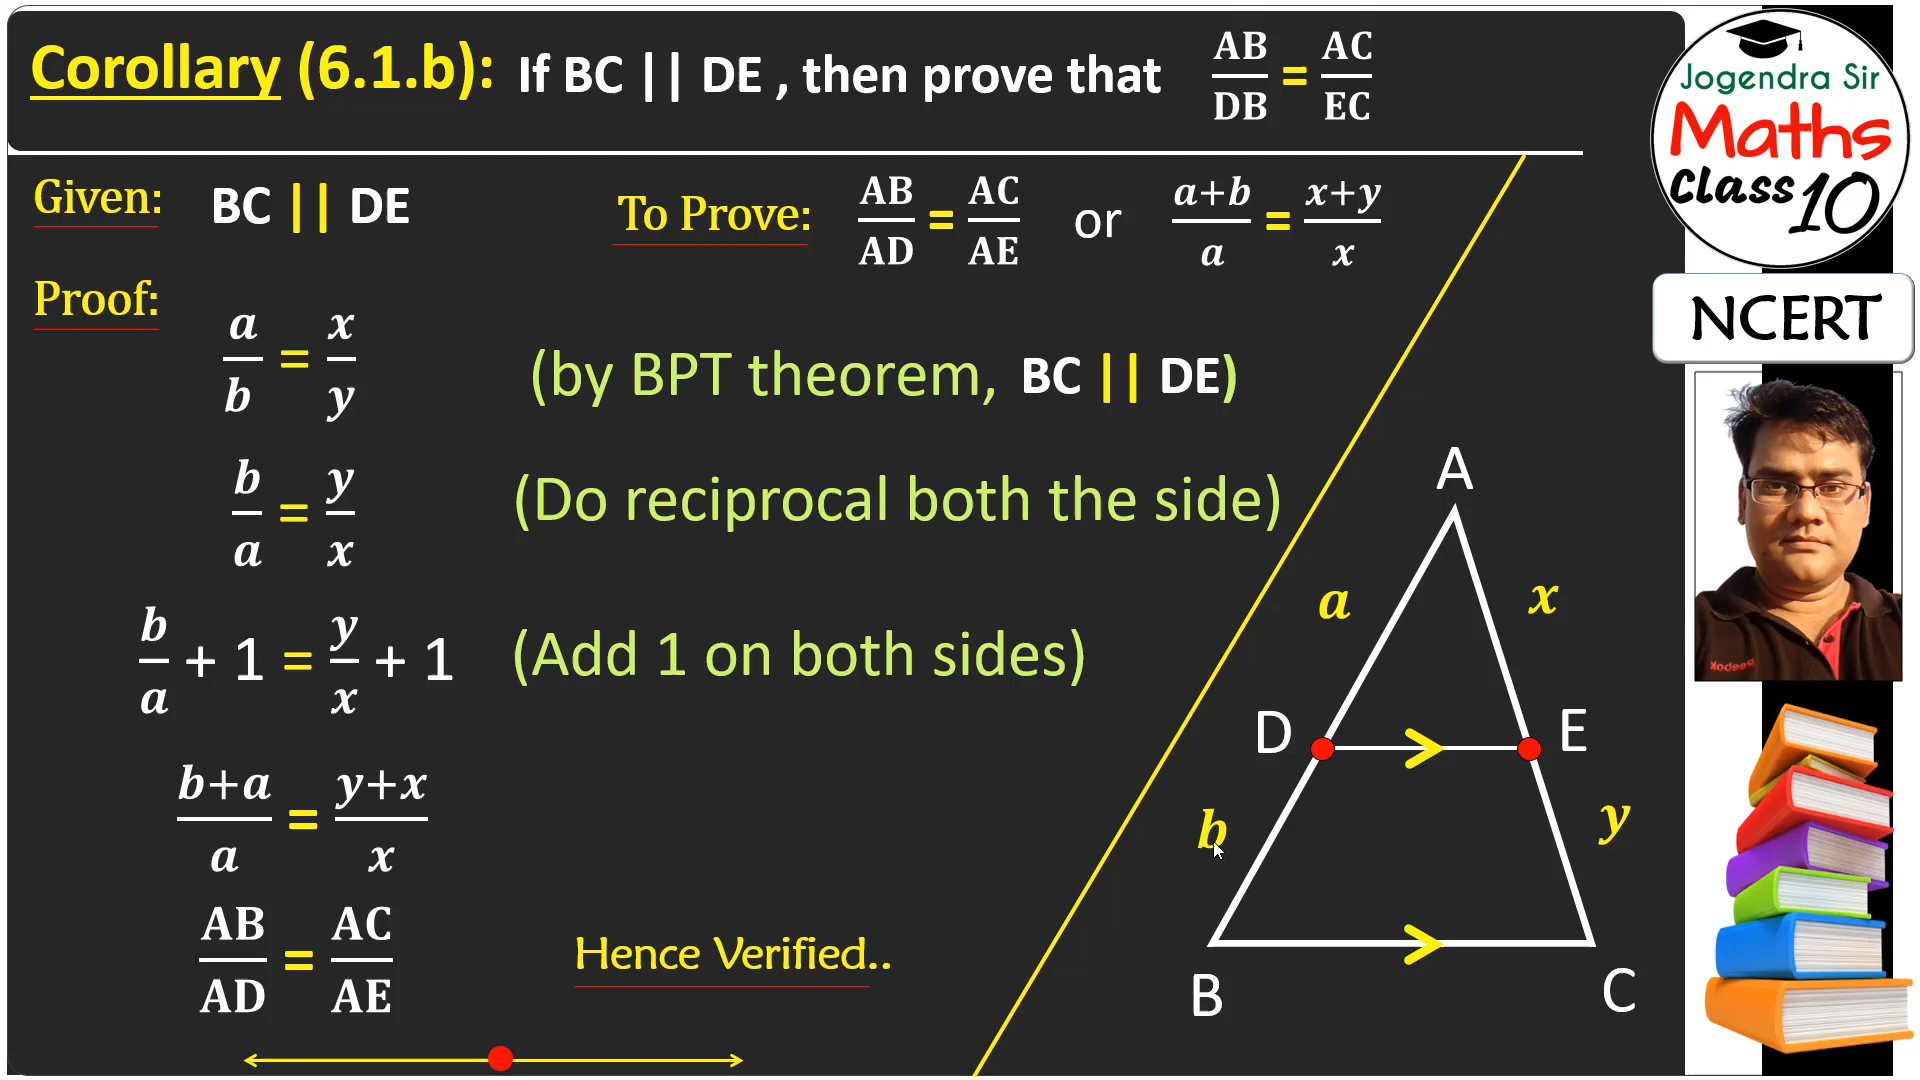 Corollary (6.1.b): If BC || DE , then prove that AB/DB = AC/EC
Given: BC || DE
To Prove: AB/AD = AC/AE or a+b/a = x+y/x
Proof:
a/b = x/y (by BPT theorem, BC || DE)
b/a = y/x (Do reciprocal both the side)
b/a + 1 = y/x + 1 (Add 1 on both sides)
b+a/a = y+x/x
AB/AD = AC/AE
Hence Verified..
A
a x
D E
b y
B C
Jogendra Sir
Maths
Class 10
NCERT